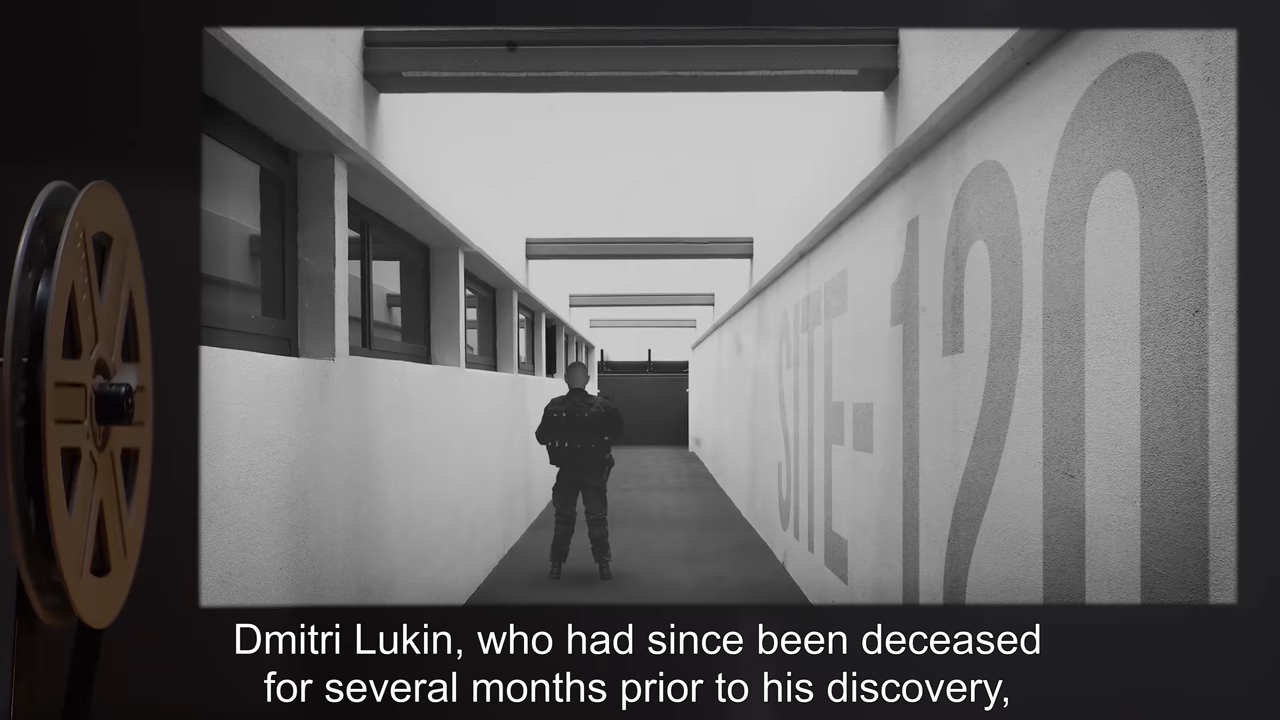 SITE-120
Dmitri Lukin, who had since been deceased
for several months prior to his discovery,